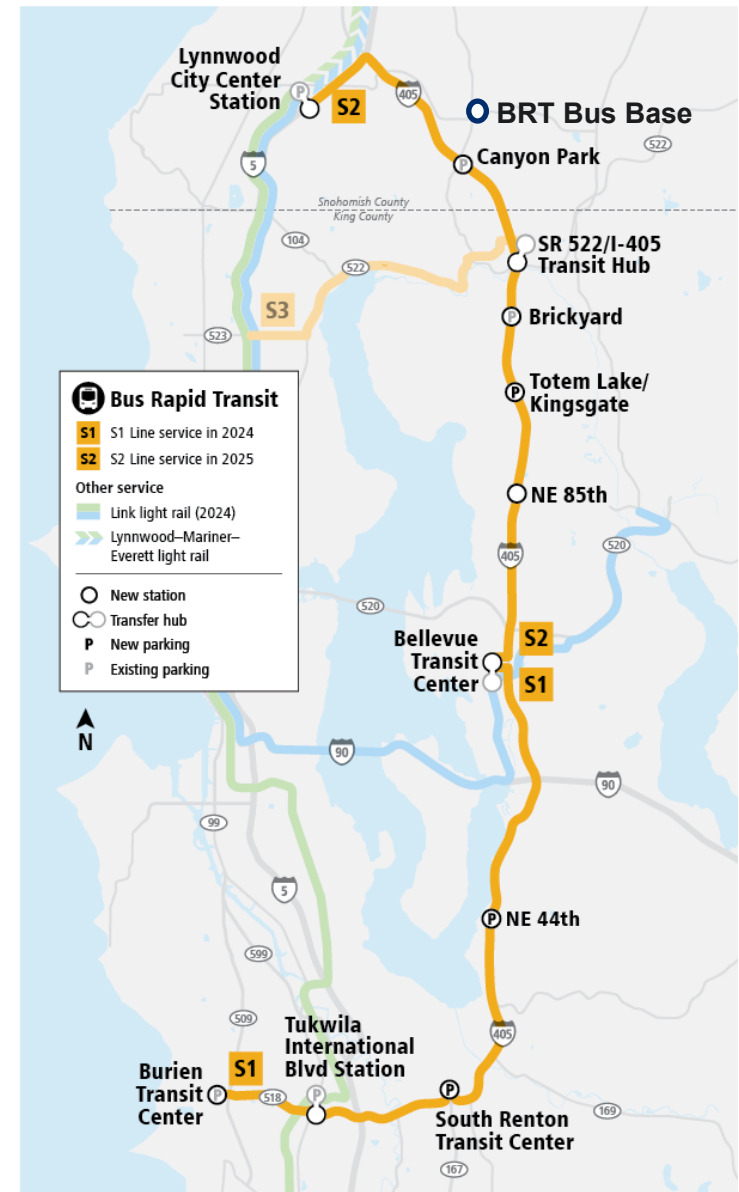 Lynnwood
City Center
Station
P
S2
405
BRT Bus Base
522
P
Canyon Park
5
Snohomish County
King County
104
SR 522/I-405
Transit Hub
522
S3
523
P
Brickyard
P
Totem Lake/
Kingsgate
Bus Rapid Transit
S1 S1 Line service in 2024
S2 S2 Line service in 2025
Other service
Link light rail (2024)
Lynnwood–Mariner–
Everett light rail
New station
Transfer hub
P New parking
P Existing parking
NE 85th
405
520
520
Bellevue
Transit
Center
S2
S1
N
90
90
99
5
P
NE 44th
599
509
405
Tukwila
International
Blvd Station
S1
Burien
Transit
Center
P
518
P
P
South Renton
Transit Center
169
167